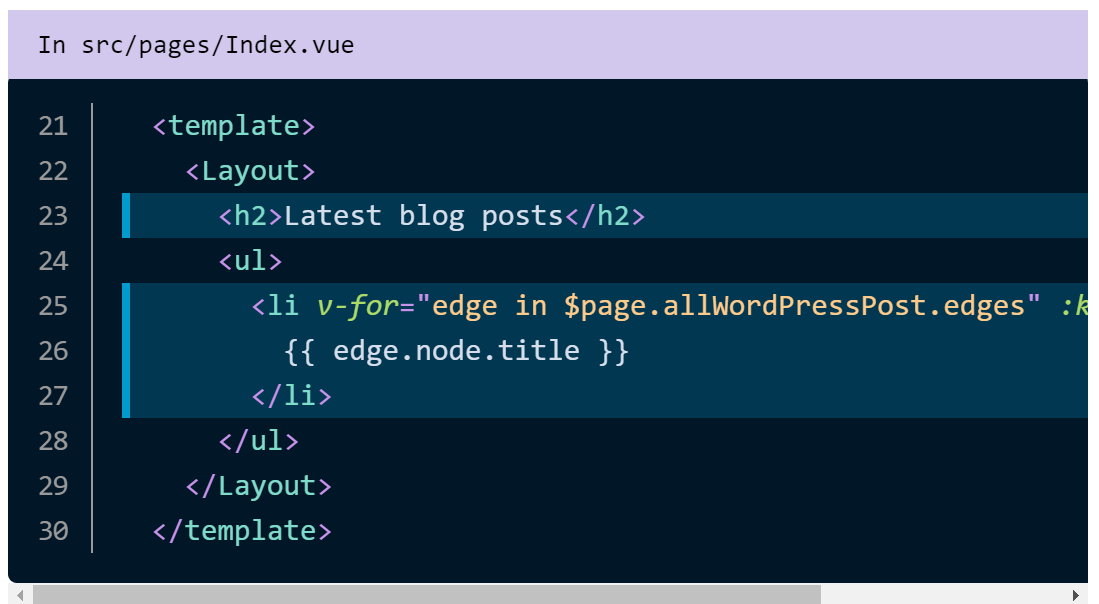 In src/pages/Index.vue
21 <template>
22 <Layout>
23 <h2>Latest blog posts</h2>
24 <ul>
25 <li v-for="edge in $page.allWordPressPost.edges" :k
26 {{ edge.node.title }}
27 </li>
28 </ul>
29 </Layout>
30 </template>